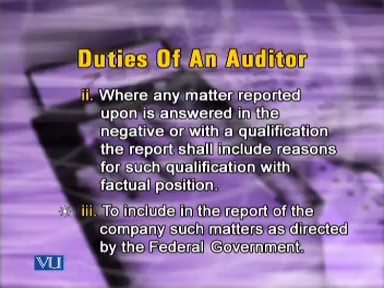 Duties Of An Auditor
ii. Where any matter reported
upon is answered in the
negative or with a qualification
the report shall include reasons
for such qualification with
factual position.
iii. To include in the report of the
company such matters as directed
by the Federal Government.
VU